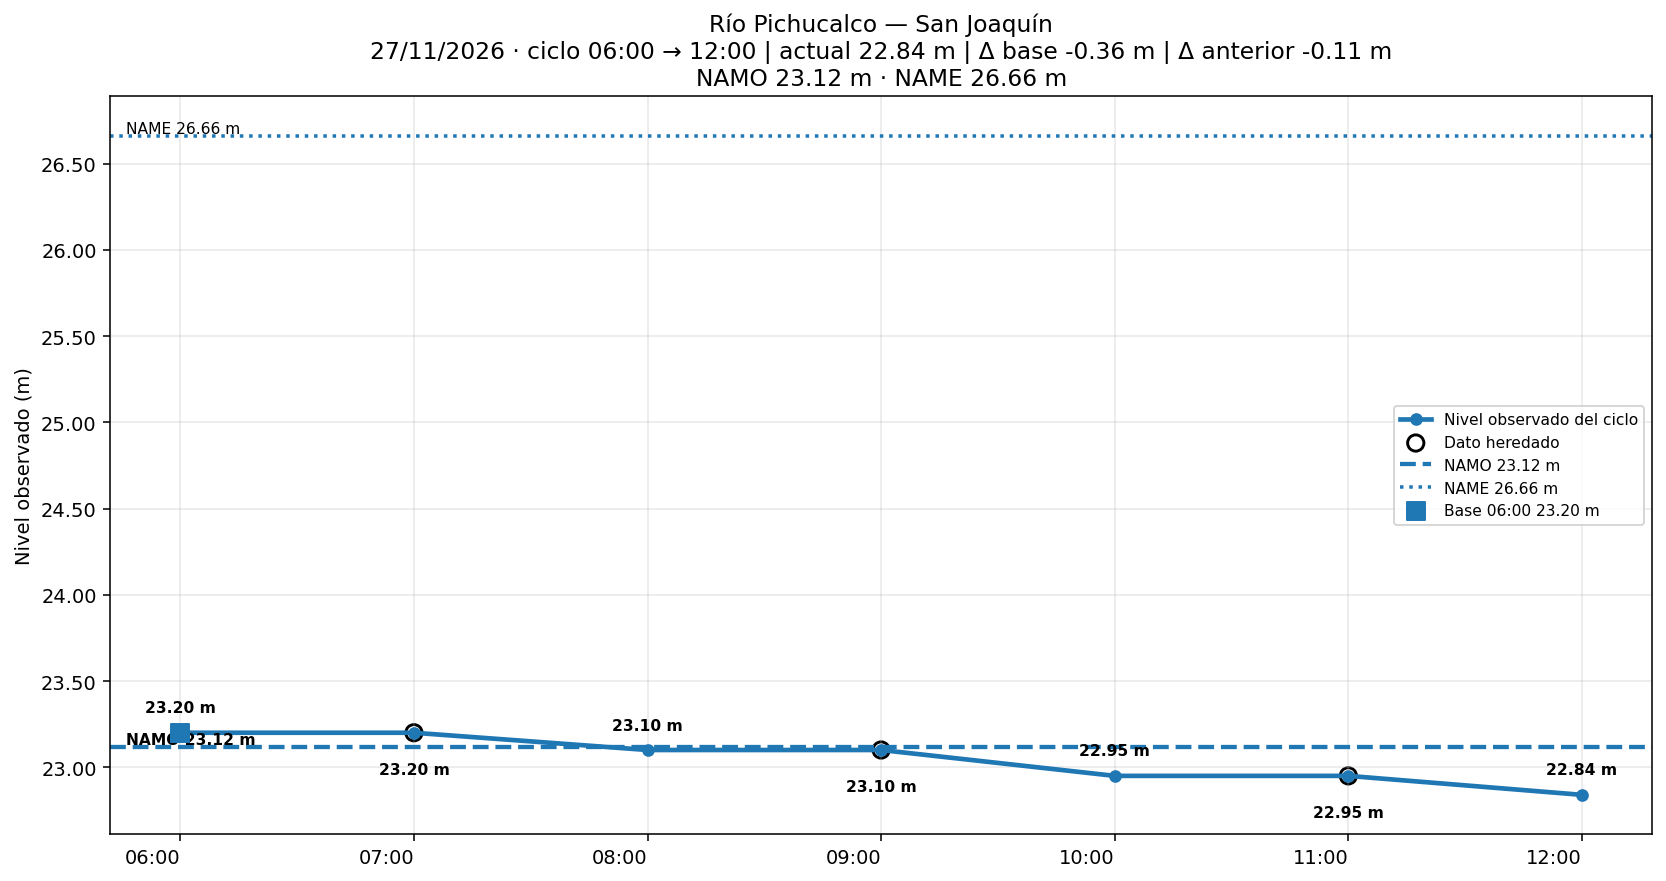 Río Pichucalco — San Joaquín
27/11/2026 · ciclo 06:00 → 12:00 | actual 22.84 m | Δ base -0.36 m | Δ anterior -0.11 m
NAMO 23.12 m · NAME 26.66 m
Nivel observado (m)
26.50
26.00
25.50
25.00
24.50
24.00
23.50
23.00
NAME 26.66 m
NAMO 23.12 m
23.20 m
23.20 m
23.10 m
23.10 m
22.95 m
22.95 m
22.84 m
Nivel observado del ciclo
Dato heredado
NAMO 23.12 m
NAME 26.66 m
Base 06:00 23.20 m
06:00
07:00
08:00
09:00
10:00
11:00
12:00